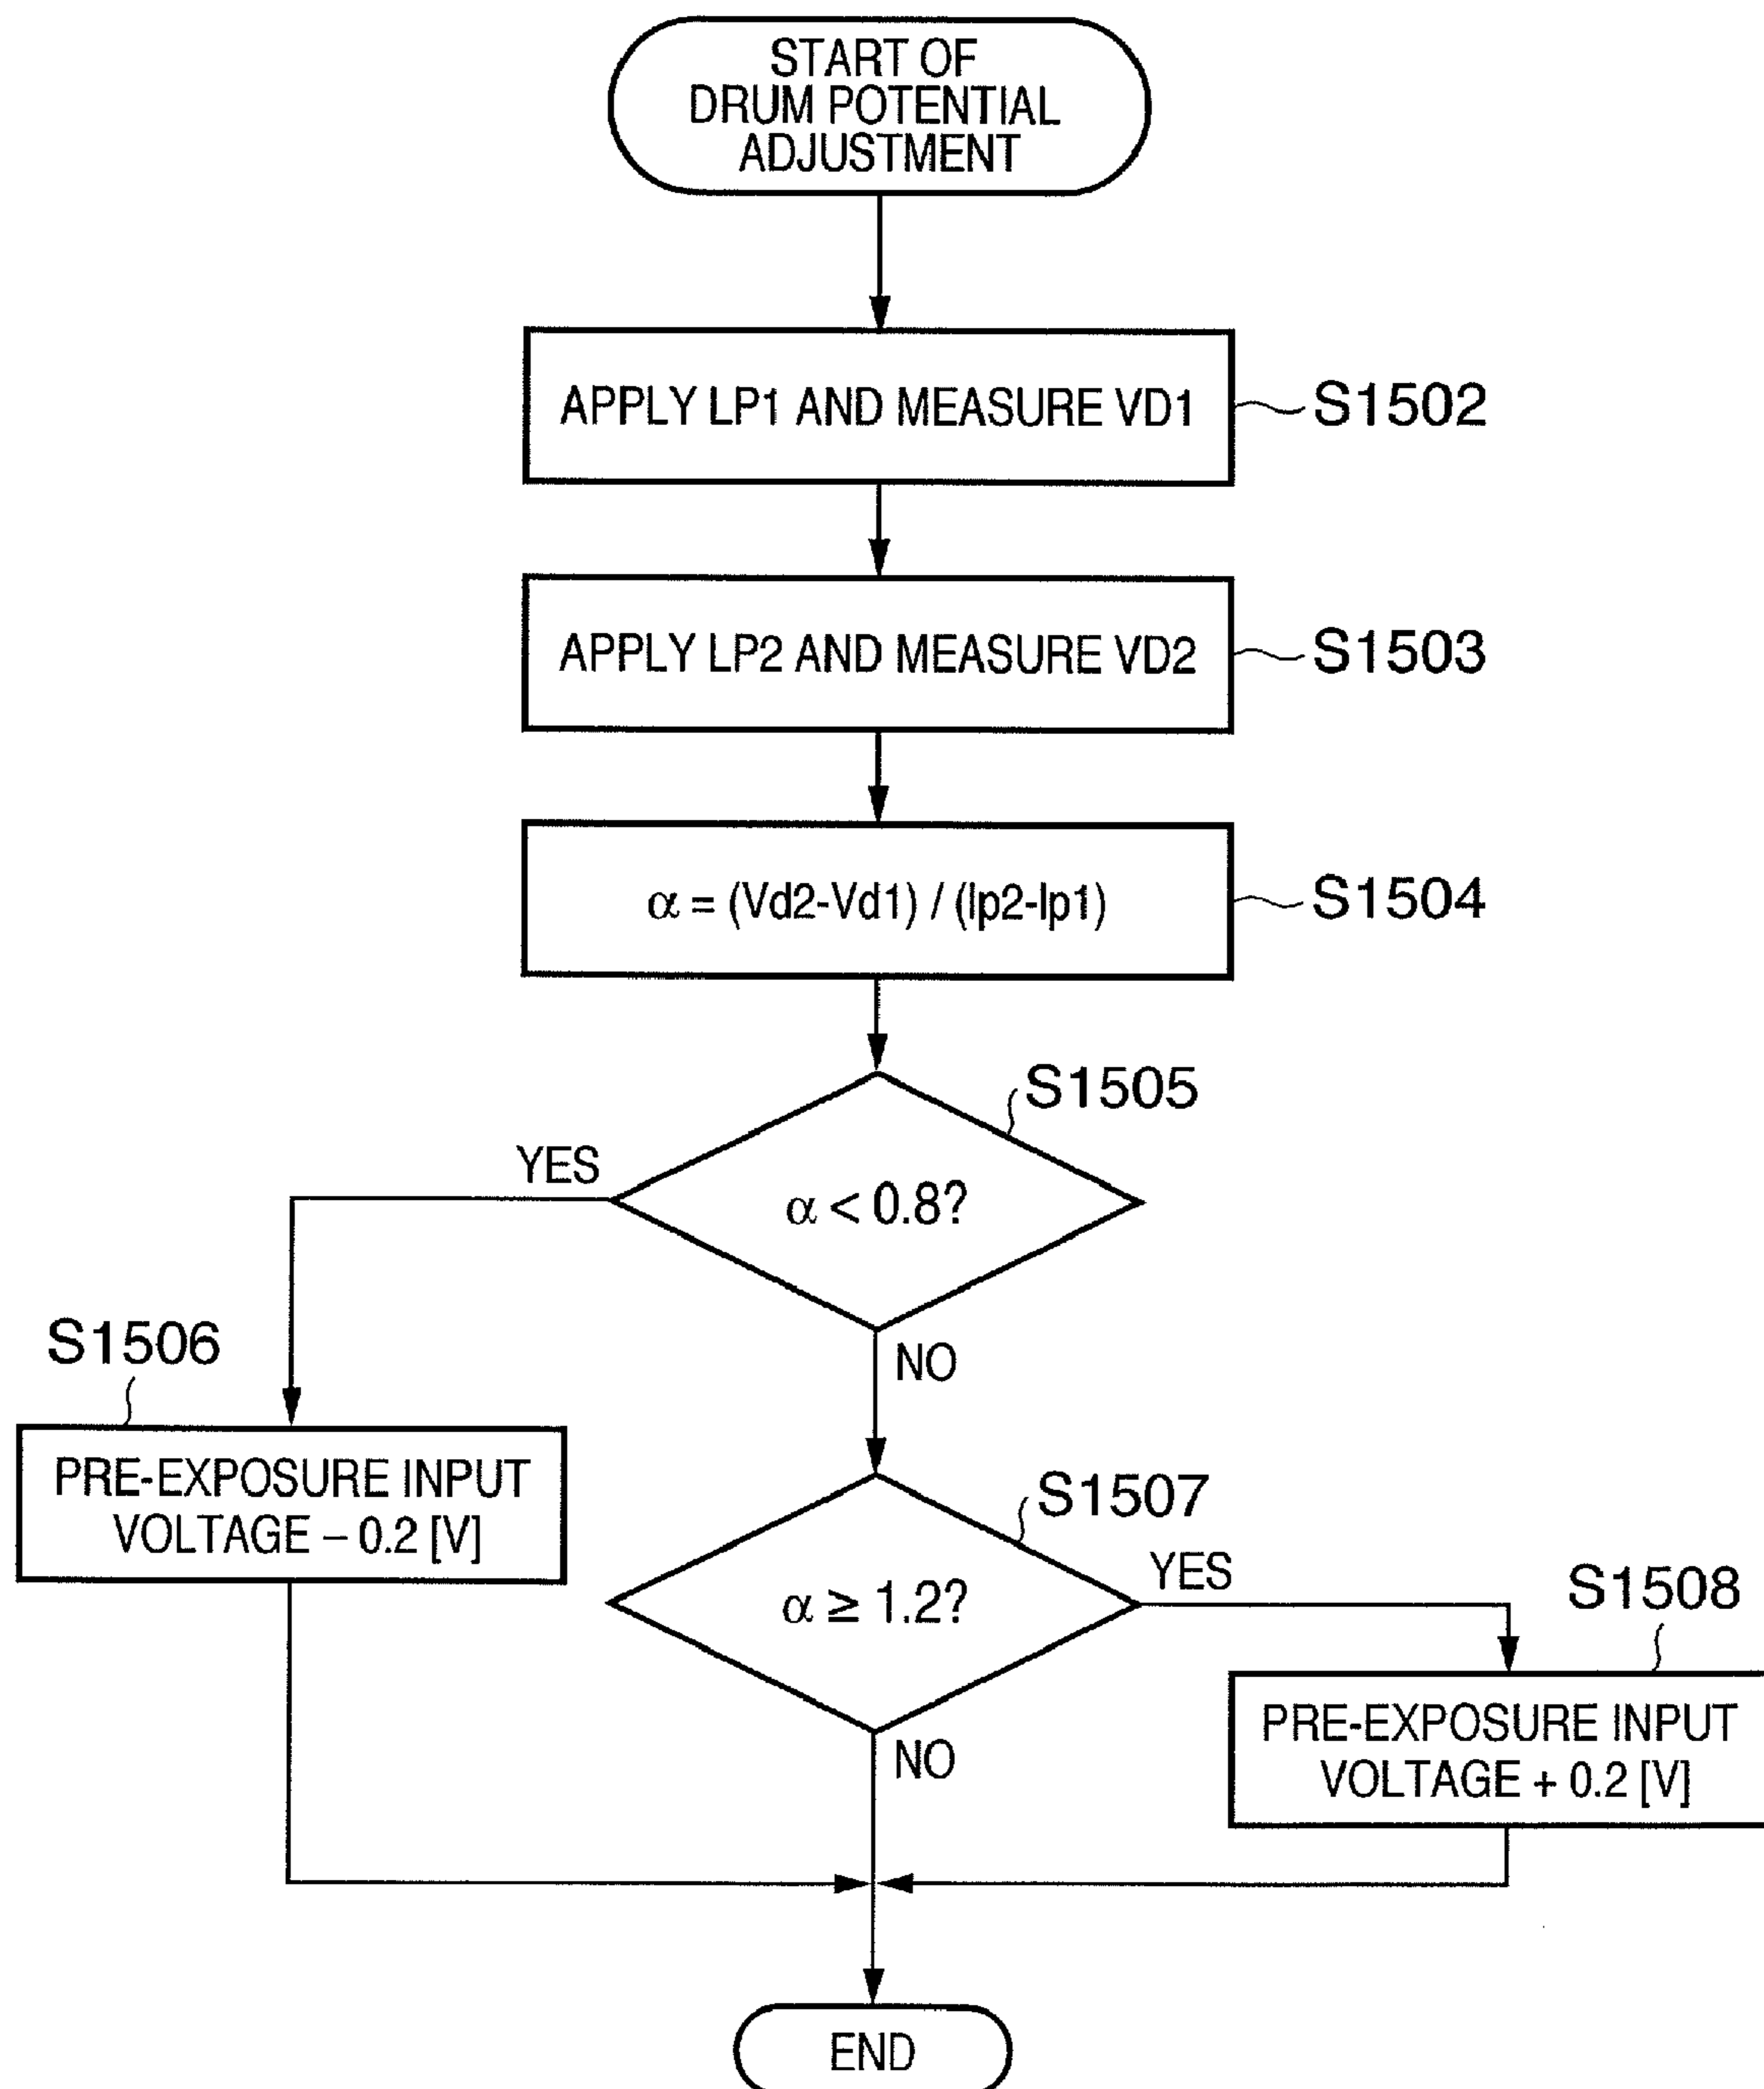 START OF
DRUM POTENTIAL
ADJUSTMENT
APPLY LP1 AND MEASURE VD1
S1502
APPLY LP2 AND MEASURE VD2
S1503
α = (Vd2-Vd1) / (lp2-lp1)
S1504
S1505
YES
α < 0.8?
S1506
NO
PRE-EXPOSURE INPUT
VOLTAGE – 0.2 [V]
S1507
YES
α ≥ 1.2?
S1508
PRE-EXPOSURE INPUT
VOLTAGE + 0.2 [V]
NO
END